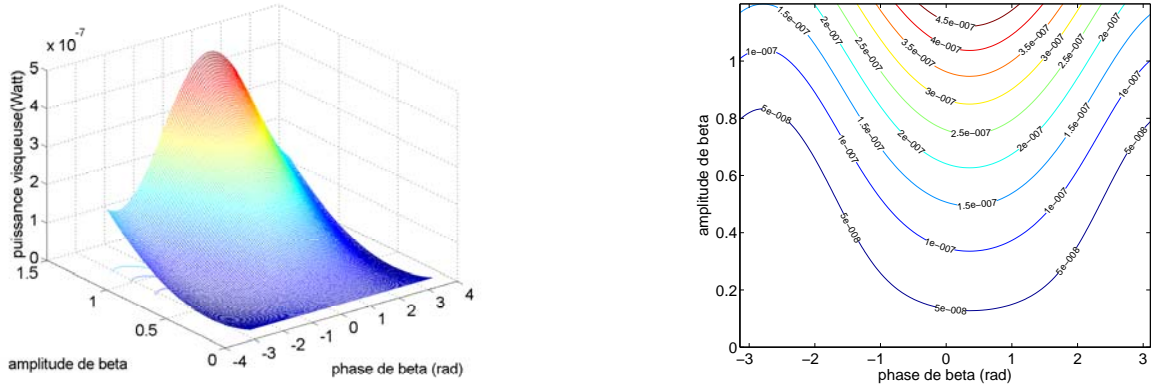 x 10⁻⁷
5
4
3
2
1
0
puissance visqueuse(Watt)
1.5
1
0.5
0
amplitude de beta
-4
-3
-2
-1
0
1
2
3
4
phase de beta (rad)
1
0.8
0.6
0.4
0.2
0
amplitude de beta
−3
−2
−1
0
1
2
3
phase de beta (rad)
4.5e−007
4e−007
3.5e−007
3.5e−007
3e−007
3e−007
3e−007
2.5e−007
2.5e−007
2.5e−007
2e−007
2e−007
2e−007
2e−007
2e−007
1.5e−007
1.5e−007
1.5e−007
1.5e−007
1.5e−007
1e−007
1e−007
1e−007
1e−007
1e−007
5e−008
5e−008
5e−008
5e−008
5e−008